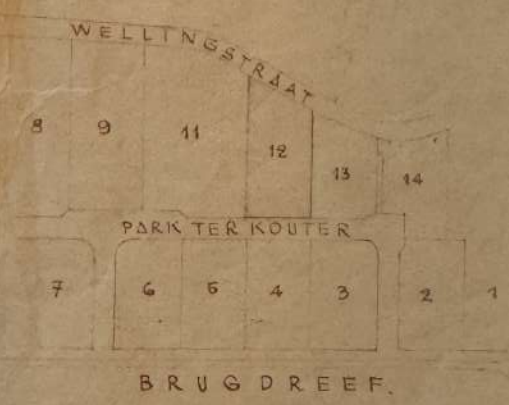 WELLINGSTRAAT
8 9 11 12 13 14
PARK TER KOUTER
7 6 5 4 3 2 1
BRUGDREEF.